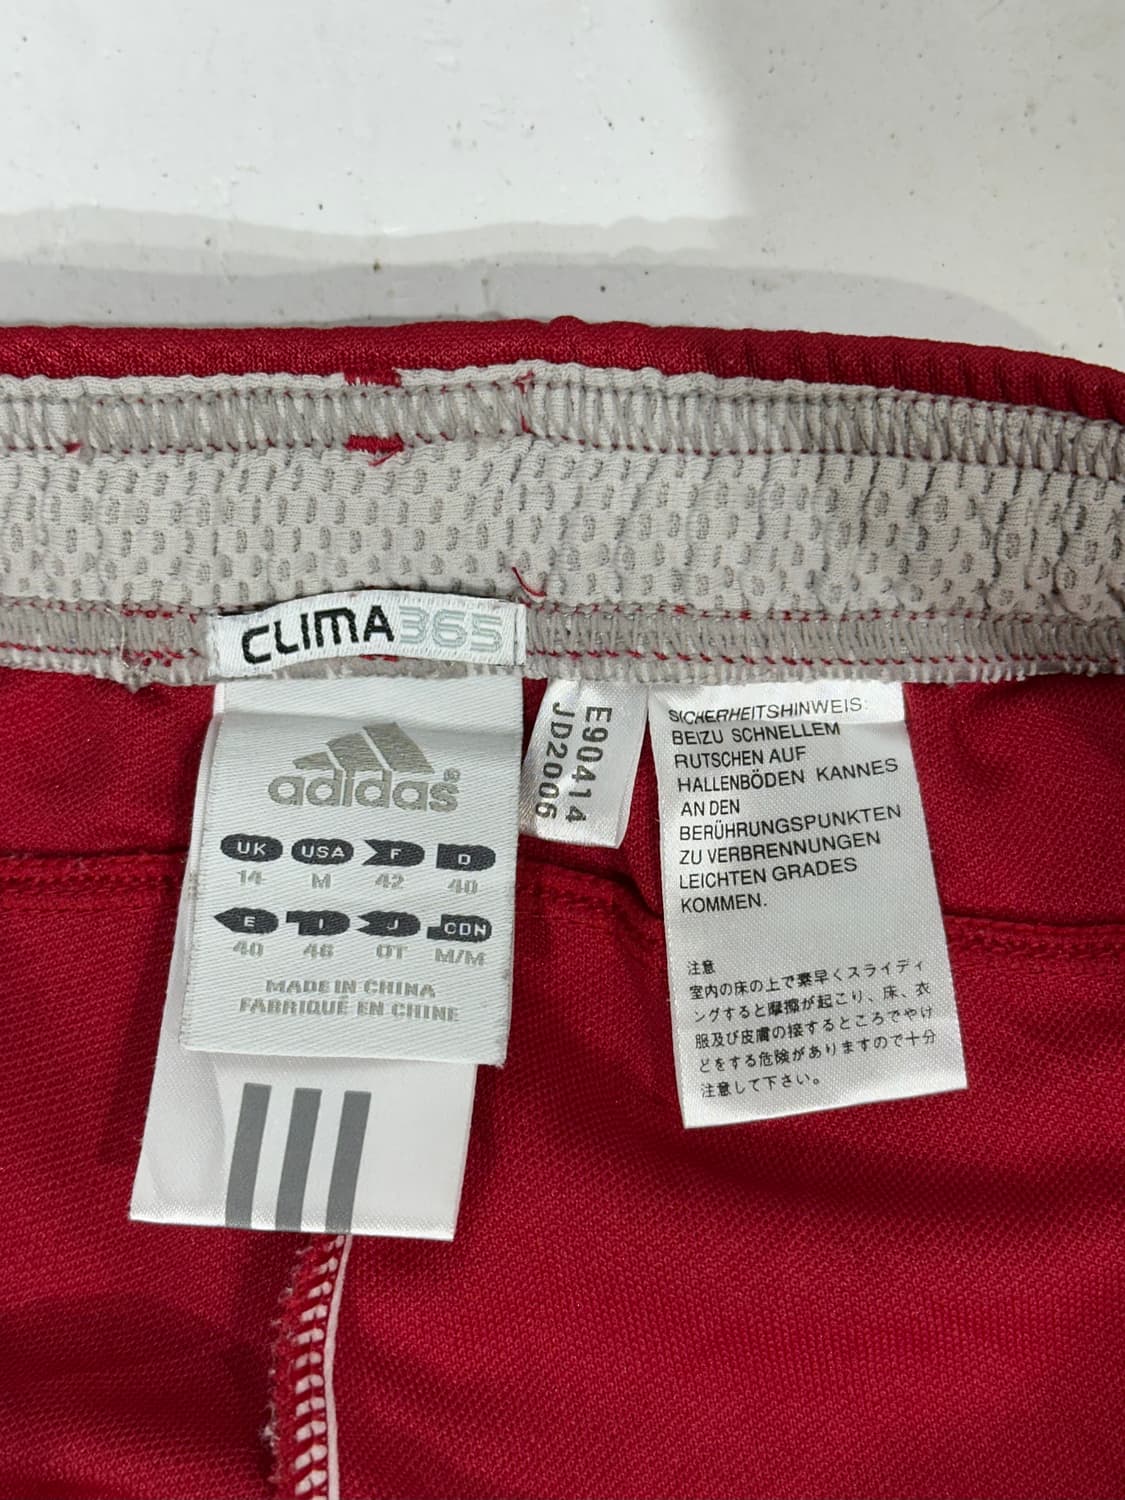 CLIMA365
adidas®
UK USA F D
14 M 42 40
E I J CDN
40 46 OT M/M
MADE IN CHINA
FABRIQUÉ EN CHINE
E90414
JD2006
SICHERHEITSHINWEIS:
BEIZU SCHNELLEM
RUTSCHEN AUF
HALLENBÖDEN KANNES
AN DEN
BERÜHRUNGSPUNKTEN
ZU VERBRENNUNGEN
LEICHTEN GRADES
KOMMEN.
注意
室内の床の上で素早くスライディ
ングすると摩擦が起こり、床、衣
服及び皮膚の接するところでやけ
どをする危険がありますので十分
注意して下さい。